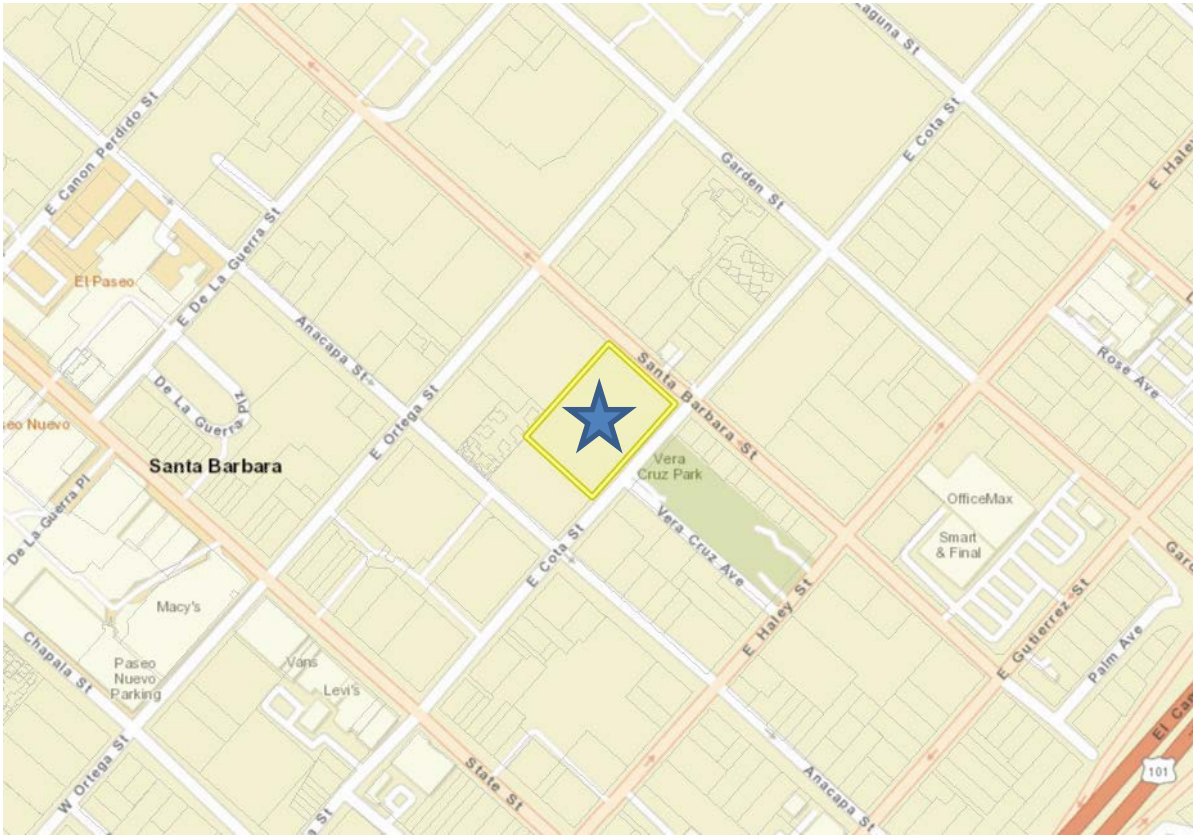 Laguna St
E Cota St
E Haley
E Canon Perdido St
Garden St
E De La Guerra St
El Paseo
Anacapa St
Rose Ave
Santa Barbara St
De La Guerra Plz
E Ortega St
eo Nuevo
Santa Barbara
Vera
Cruz Park
De La Guerra Pl
OfficeMax
Smart
& Final
Vera Cruz Ave
E Cota St
Macy's
E Haley St
E Gutierrez St
Palm Ave
Chapala St
Paseo
Nuevo
Parking
Vans
Levi's
State St
Anacapa St
W Ortega St
101